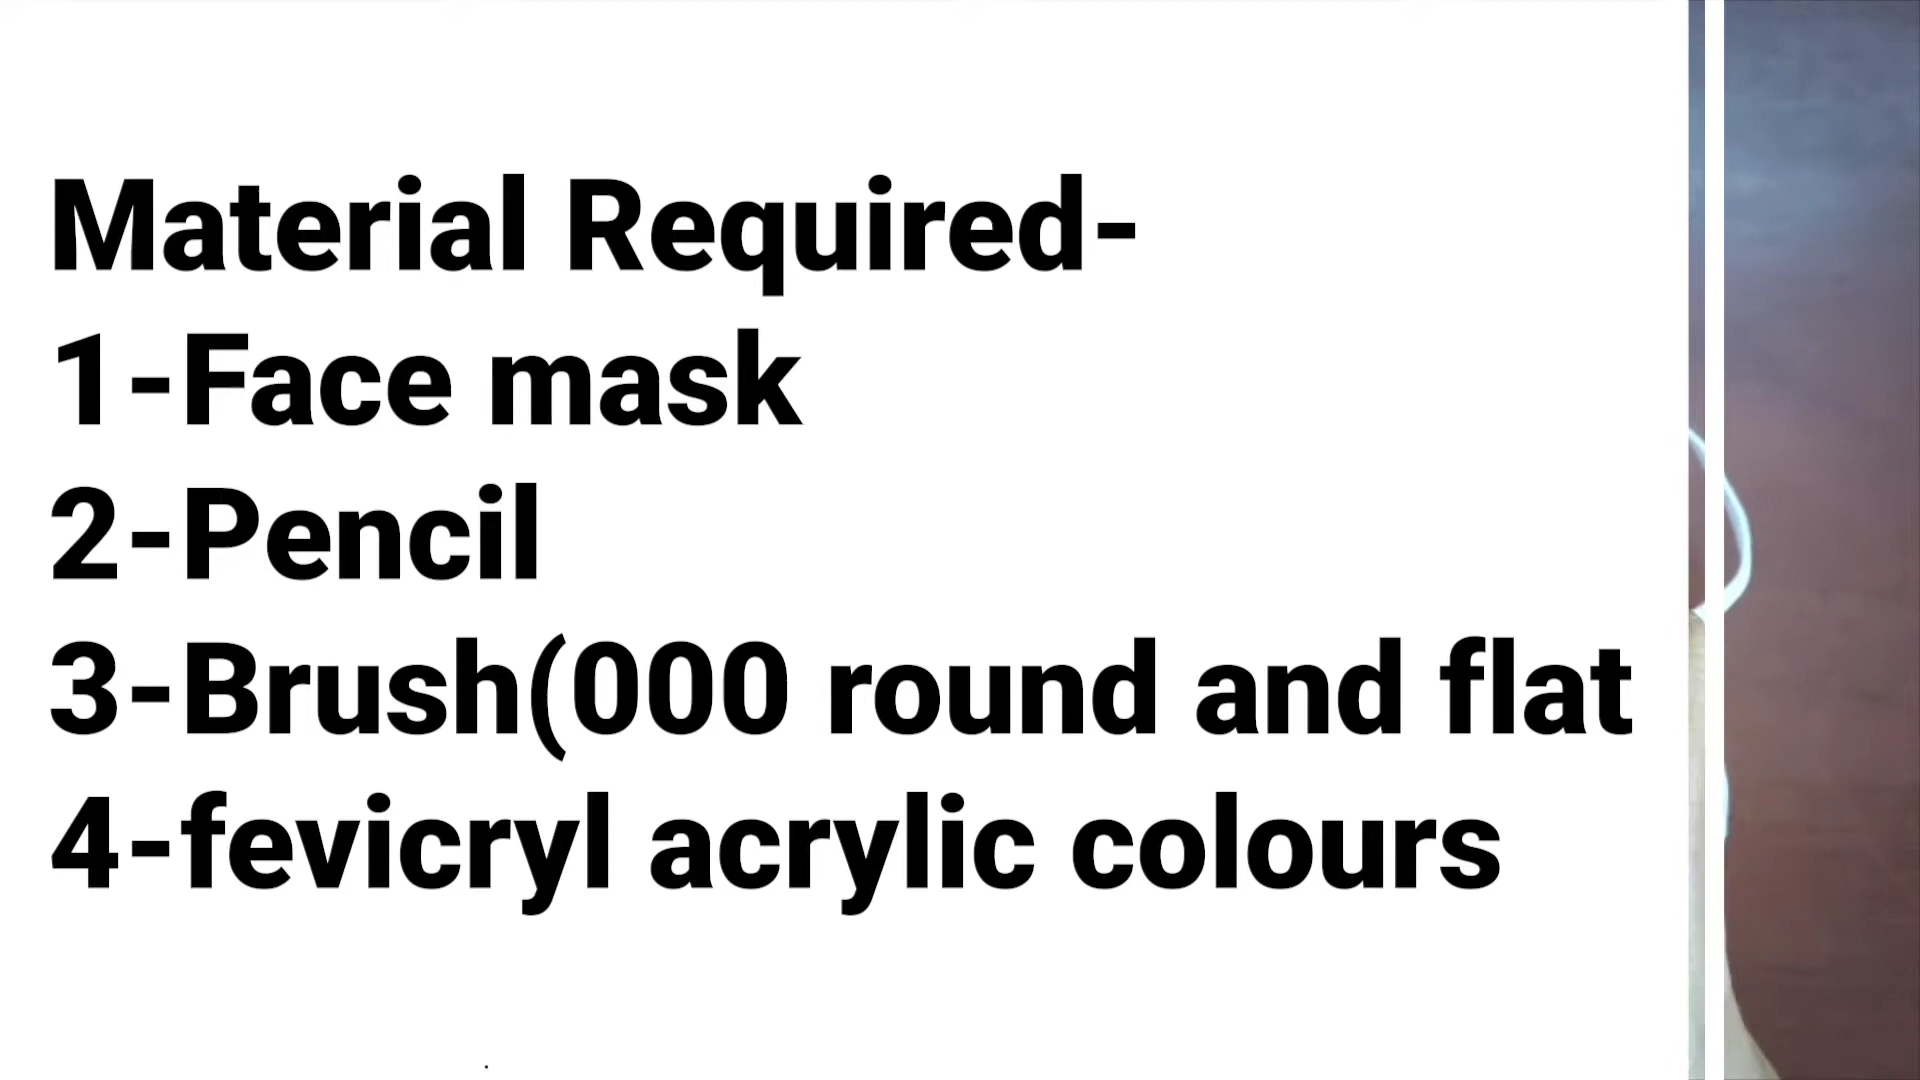 Material Required-
1-Face mask
2-Pencil
3-Brush(000 round and flat
4-fevicryl acrylic colours